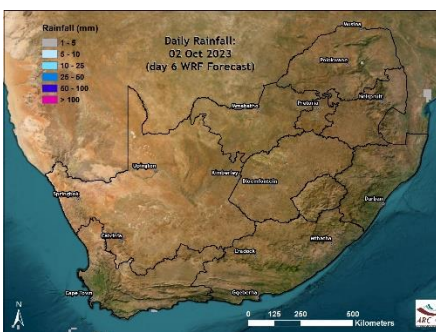 Rainfall (mm)
1 - 5
5 - 10
10 - 25
25 - 50
50 - 100
> 100
Daily Rainfall:
02 Oct 2023
(day 6 WRF Forecast)
Musina
Polokwane
Mmabatho
Pretoria
Nelspruit
Upington
Kimberley
Bloemfontein
Springbok
Durban
Calvinia
Cradock
Mthatha
Cape Town
Gqeberha
N
0 125 250 500
Kilometers
ARC